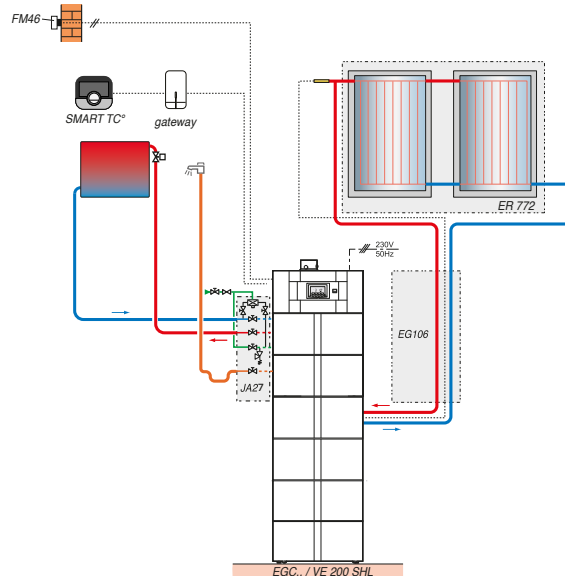 FM46
SMART TC°
gateway
ER 772
230V
50Hz
EG106
JA27
EGC.. / VE 200 SHL